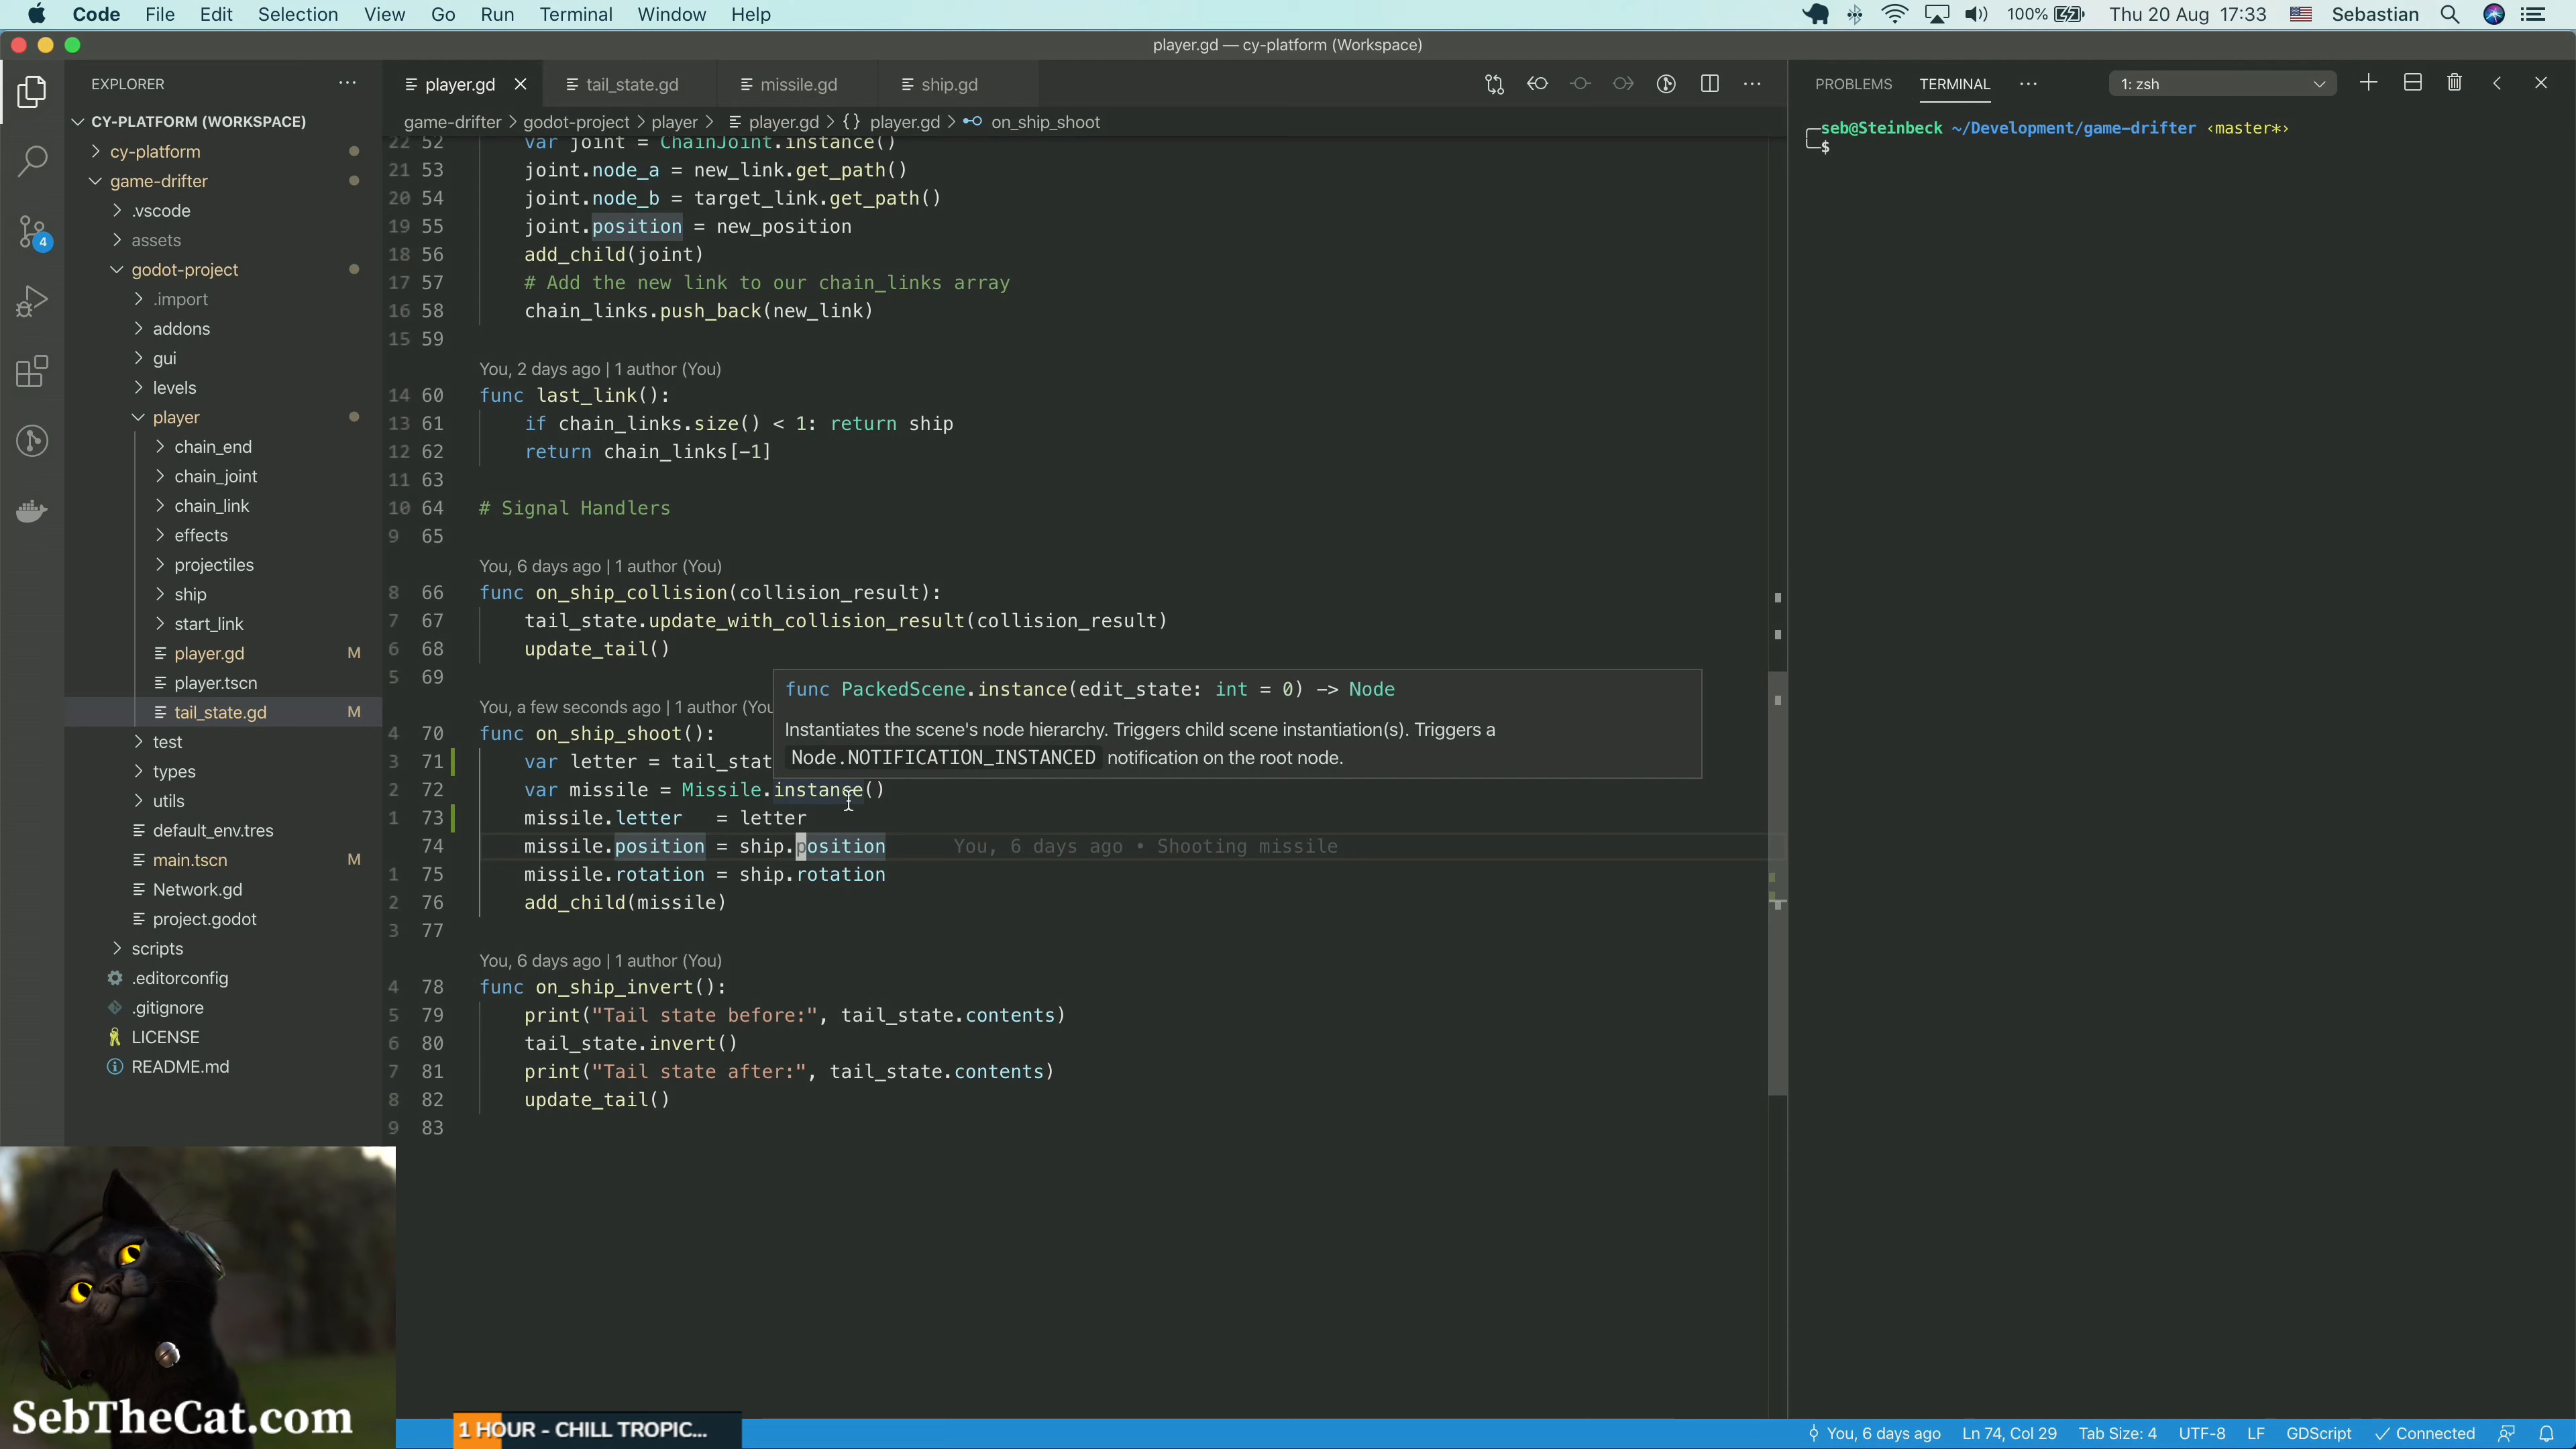 Code File Edit Selection View Go Run Terminal Window Help 100% Thu 20 Aug 17:33 Sebastian
player.gd — cy-platform (Workspace)
EXPLORER
player.gd tail_state.gd missile.gd ship.gd
PROBLEMS TERMINAL 1: zsh
CY-PLATFORM (WORKSPACE)
cy-platform
game-drifter
.vscode
assets
godot-project
.import
addons
gui
levels
player
chain_end
chain_joint
chain_link
effects
projectiles
ship
start_link
player.gd M
player.tscn
tail_state.gd M
test
types
utils
default_env.tres
main.tscn M
Network.gd
project.godot
scripts
.editorconfig
.gitignore
LICENSE
README.md
4
game-drifter > godot-project > player > player.gd > {} player.gd > on_ship_shoot
22 52 var joint = ChainJoint.instance()
21 53 joint.node_a = new_link.get_path()
20 54 joint.node_b = target_link.get_path()
19 55 joint.position = new_position
18 56 add_child(joint)
17 57 # Add the new link to our chain_links array
16 58 chain_links.push_back(new_link)
15 59
You, 2 days ago | 1 author (You)
14 60 func last_link():
13 61 if chain_links.size() < 1: return ship
12 62 return chain_links[-1]
11 63
10 64 # Signal Handlers
9 65
You, 6 days ago | 1 author (You)
8 66 func on_ship_collision(collision_result):
7 67 tail_state.update_with_collision_result(collision_result)
6 68 update_tail()
5 69
func PackedScene.instance(edit_state: int = 0) -> Node
Instantiates the scene's node hierarchy. Triggers child scene instantiation(s). Triggers a
Node.NOTIFICATION_INSTANCED notification on the root node.
You, a few seconds ago | 1 author (You
4 70 func on_ship_shoot():
3 71 var letter = tail_stat
2 72 var missile = Missile.instance()
1 73 missile.letter = letter
74 missile.position = ship.position You, 6 days ago • Shooting missile
1 75 missile.rotation = ship.rotation
2 76 add_child(missile)
3 77
You, 6 days ago | 1 author (You)
4 78 func on_ship_invert():
5 79 print("Tail state before:", tail_state.contents)
6 80 tail_state.invert()
7 81 print("Tail state after:", tail_state.contents)
8 82 update_tail()
9 83
seb@Steinbeck ~/Development/game-drifter ‹master*›
$
SebTheCat.com
1 HOUR - CHILL TROPIC...
You, 6 days ago Ln 74, Col 29 Tab Size: 4 UTF-8 LF GDScript Connected